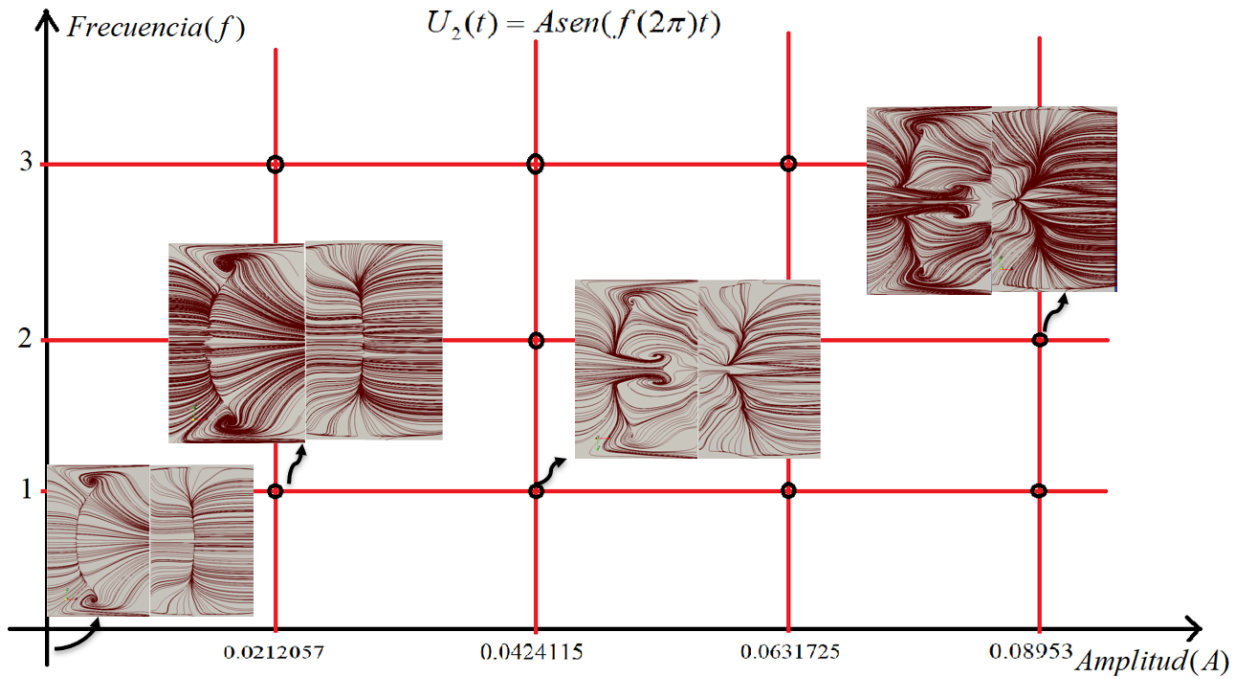 Frecuencia(f)
U₂(t) = Asen(f(2π)t)
3
2
1
0.0212057
0.0424115
0.0631725
0.08953
Amplitud(A)